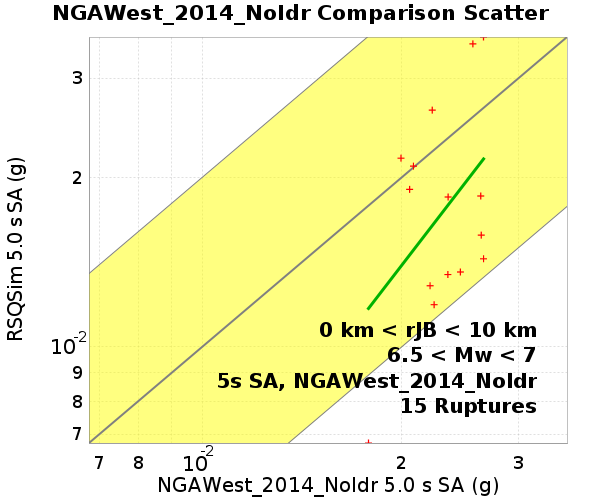 NGAWest_2014_NoIdr Comparison Scatter
RSQSim 5.0 s SA (g)
3
2
10-2
9
8
7
0 km < rJB < 10 km
6.5 < Mw < 7
5s SA, NGAWest_2014_NoIdr
15 Ruptures
7 8 10-2 2 3
NGAWest_2014_NoIdr 5.0 s SA (g)